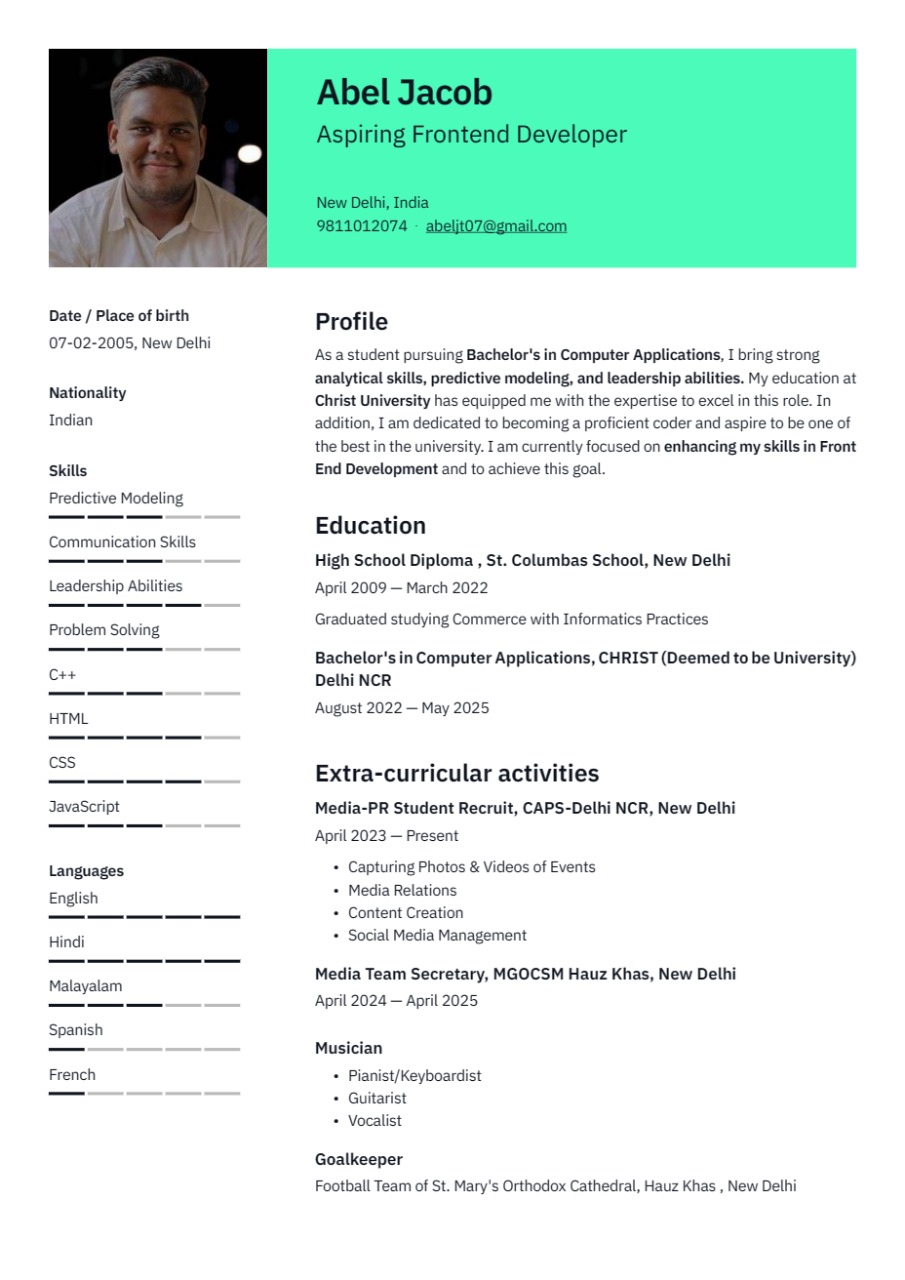 Abel Jacob
Aspiring Frontend Developer
New Delhi, India
9811012074 · abeljt07@gmail.com
Date / Place of birth
07-02-2005, New Delhi
Nationality
Indian
Skills
Predictive Modeling
Communication Skills
Leadership Abilities
Problem Solving
C++
HTML
CSS
JavaScript
Languages
English
Hindi
Malayalam
Spanish
French
Profile
As a student pursuing Bachelor's in Computer Applications, I bring strong
analytical skills, predictive modeling, and leadership abilities. My education at
Christ University has equipped me with the expertise to excel in this role. In
addition, I am dedicated to becoming a proficient coder and aspire to be one of
the best in the university. I am currently focused on enhancing my skills in Front
End Development and to achieve this goal.
Education
High School Diploma , St. Columbas School, New Delhi
April 2009 — March 2022
Graduated studying Commerce with Informatics Practices
Bachelor's in Computer Applications, CHRIST (Deemed to be University)
Delhi NCR
August 2022 — May 2025
Extra-curricular activities
Media-PR Student Recruit, CAPS-Delhi NCR, New Delhi
April 2023 — Present
• Capturing Photos & Videos of Events
• Media Relations
• Content Creation
• Social Media Management
Media Team Secretary, MGOCSM Hauz Khas, New Delhi
April 2024 — April 2025
Musician
• Pianist/Keyboardist
• Guitarist
• Vocalist
Goalkeeper
Football Team of St. Mary's Orthodox Cathedral, Hauz Khas , New Delhi